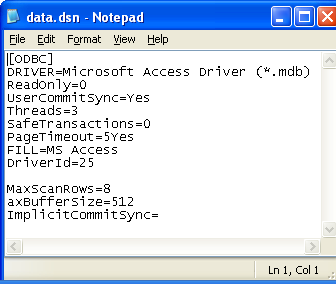 data.dsn - Notepad
File Edit Format View Help
[ODBC]
DRIVER=Microsoft Access Driver (*.mdb)
ReadOnly=0
UserCommitSync=Yes
Threads=3
SafeTransactions=0
PageTimeout=5Yes
FILL=MS Access
DriverId=25

MaxScanRows=8
axBufferSize=512
ImplicitCommitSync=
Ln 1, Col 1